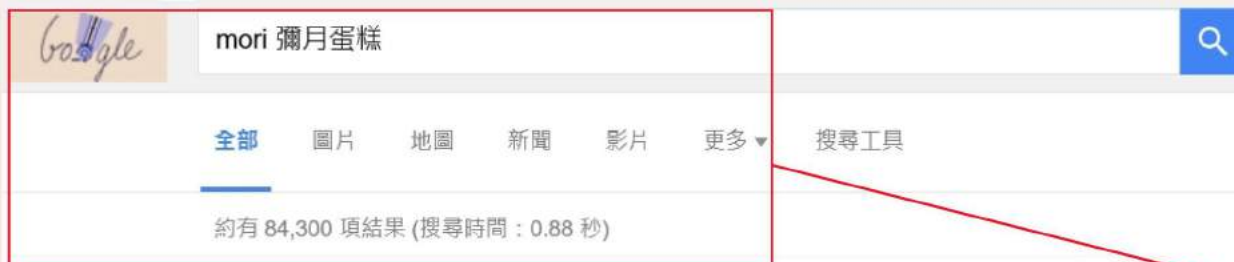 Google
mori 彌月蛋糕
全部 圖片 地圖 新聞 影片 更多 搜尋工具
約有 84,300 項結果 (搜尋時間：0.88 秒)